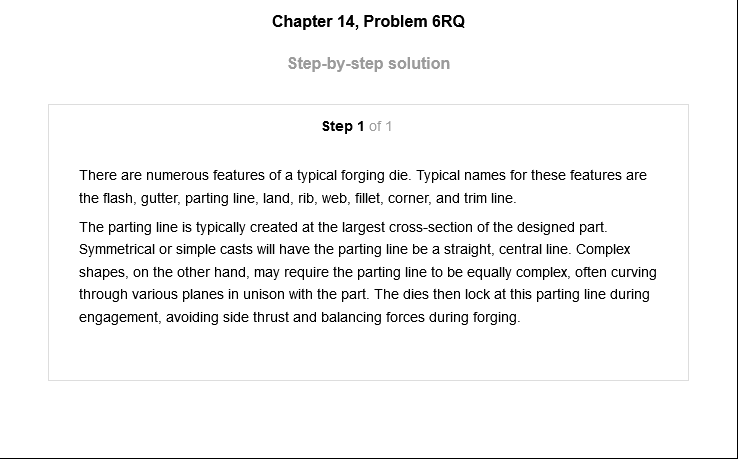 Chapter 14, Problem 6RQ
Step-by-step solution
Step 1 of 1
There are numerous features of a typical forging die. Typical names for these features are
the flash, gutter, parting line, land, rib, web, fillet, corner, and trim line.
The parting line is typically created at the largest cross-section of the designed part.
Symmetrical or simple casts will have the parting line be a straight, central line. Complex
shapes, on the other hand, may require the parting line to be equally complex, often curving
through various planes in unison with the part. The dies then lock at this parting line during
engagement, avoiding side thrust and balancing forces during forging.